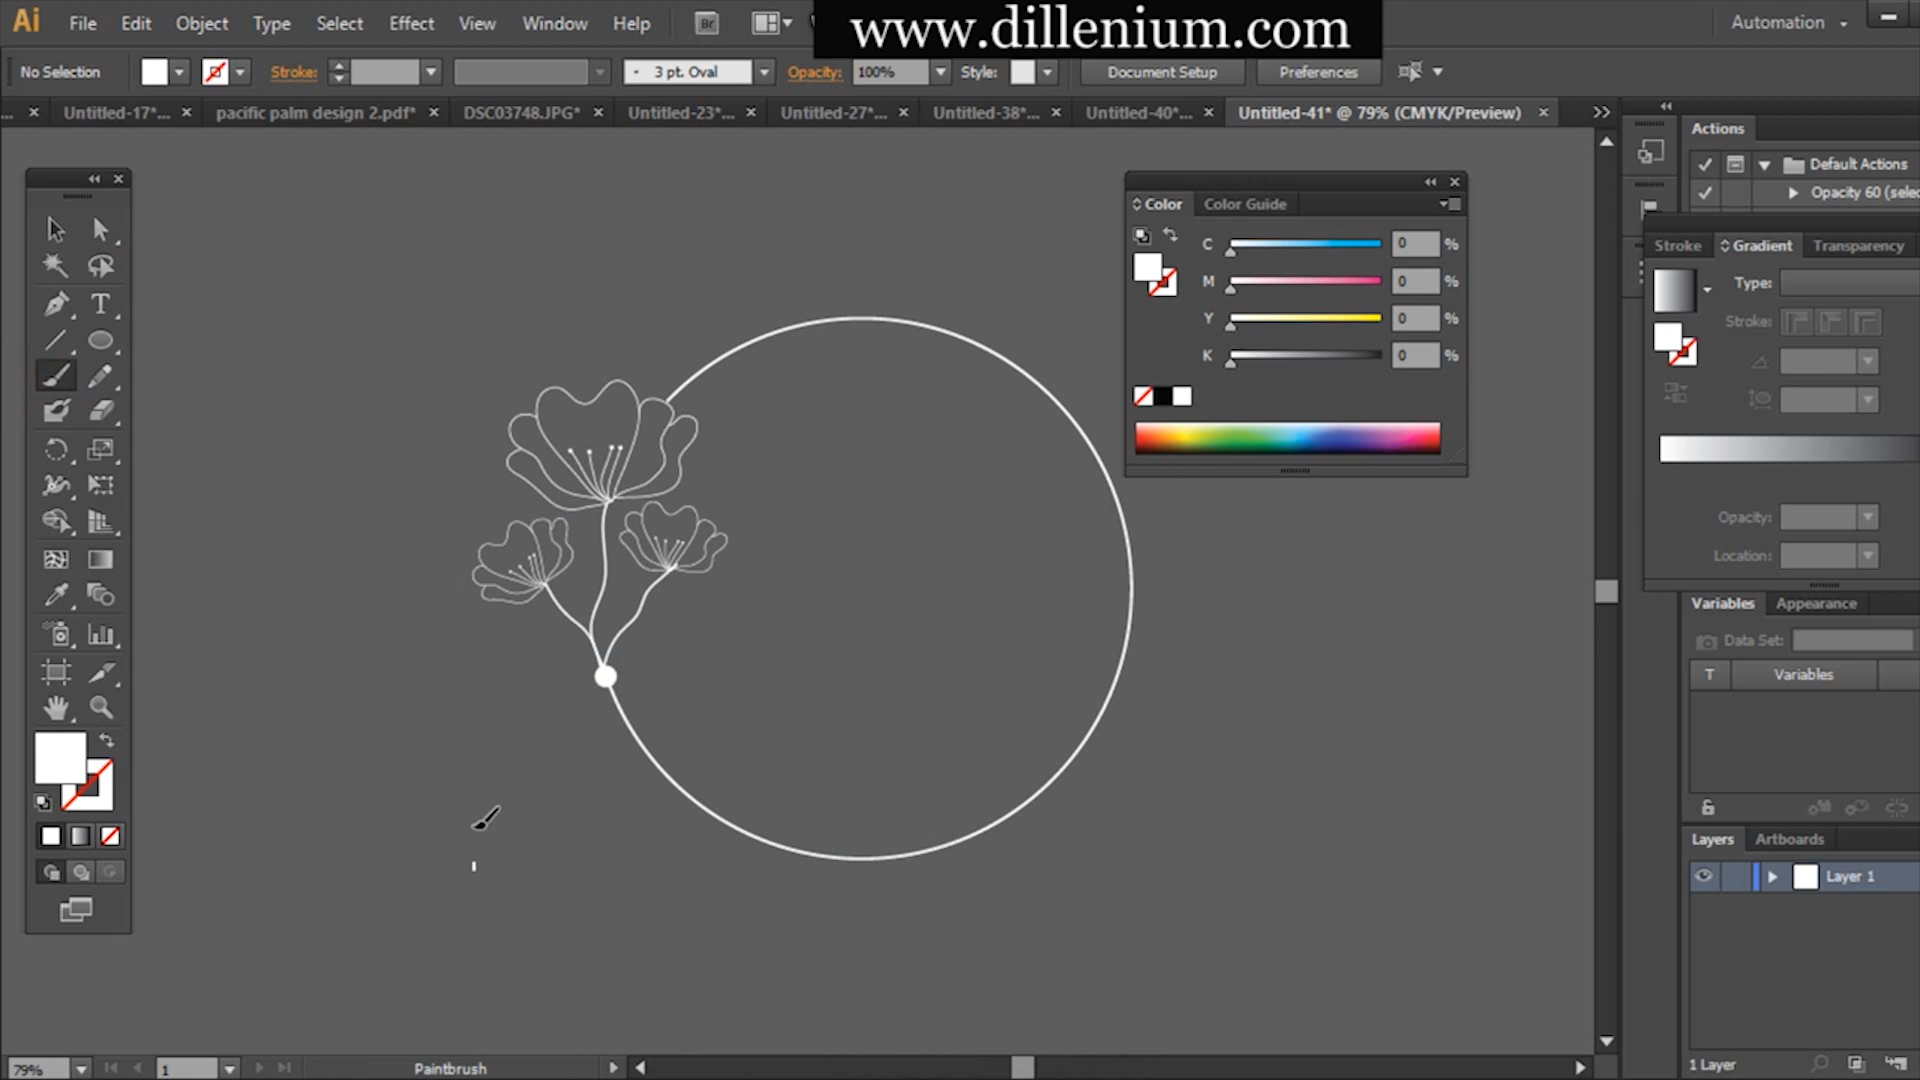 Ai File Edit Object Type Select Effect View Window Help Br www.dillenium.com Automation
No Selection Stroke: 3 pt. Oval Opacity: 100% Style: Document Setup Preferences
... Untitled-17*... pacific palm design 2.pdf* DSC03748.JPG* Untitled-23*... Untitled-27*... Untitled-38*... Untitled-40*... Untitled-41* @ 79% (CMYK/Preview)
Actions
Default Actions
Opacity 60 (selec
Color Color Guide
C 0 %
M 0 %
Y 0 %
K 0 %
T
Stroke Gradient Transparency
Type:
Stroke:
Opacity:
Location:
Variables Appearance
Data Set:
T Variables
Layers Artboards
Layer 1
1 Layer
79% 1 Paintbrush